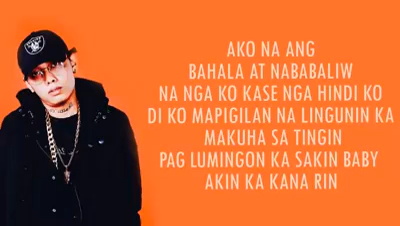 AKO NA ANG
BAHALA AT NABABALIW
NA NGA KO KASE NGA HINDI KO
DI KO MAPIGILAN NA LINGUNIN KA
MAKUHA SA TINGIN
PAG LUMINGON KA SAKIN BABY
AKIN KA KANA RIN